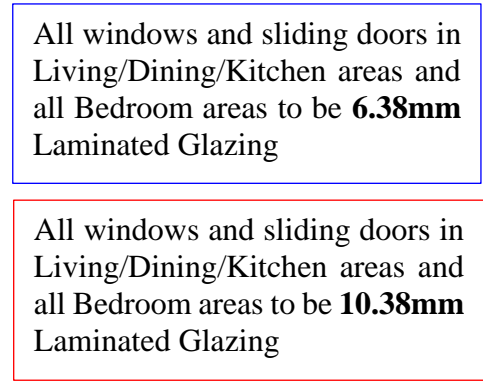 All windows and sliding doors in
Living/Dining/Kitchen areas and
all Bedroom areas to be 6.38mm
Laminated Glazing
All windows and sliding doors in
Living/Dining/Kitchen areas and
all Bedroom areas to be 10.38mm
Laminated Glazing